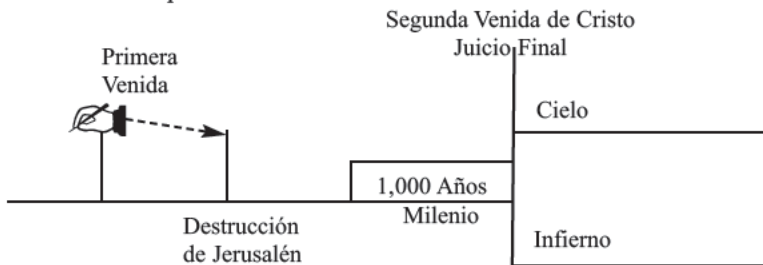 Segunda Venida de Cristo
Juicio Final
Primera
Venida
Cielo
1,000 Años
Milenio
Destrucción
de Jerusalén
Infierno